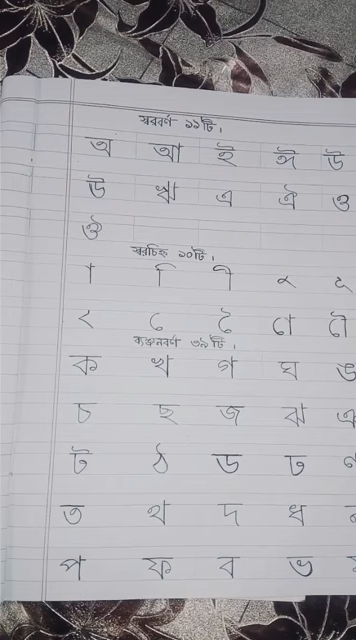 স্বরবর্ণ ১১টি।
অ আ ই ঈ উ
ঊ ঋ এ ঐ ও
ঔ
স্বরচিহ্ন ১০টি।
া ি ী ু ূ
ৃ ে ৈ ো ৌ
ব্যঞ্জনবর্ণ ৩৯টি।
ক খ গ ঘ ঙ
চ ছ জ ঝ ঞ
ট ঠ ড ঢ
ত থ দ ধ
প ফ ব ভ